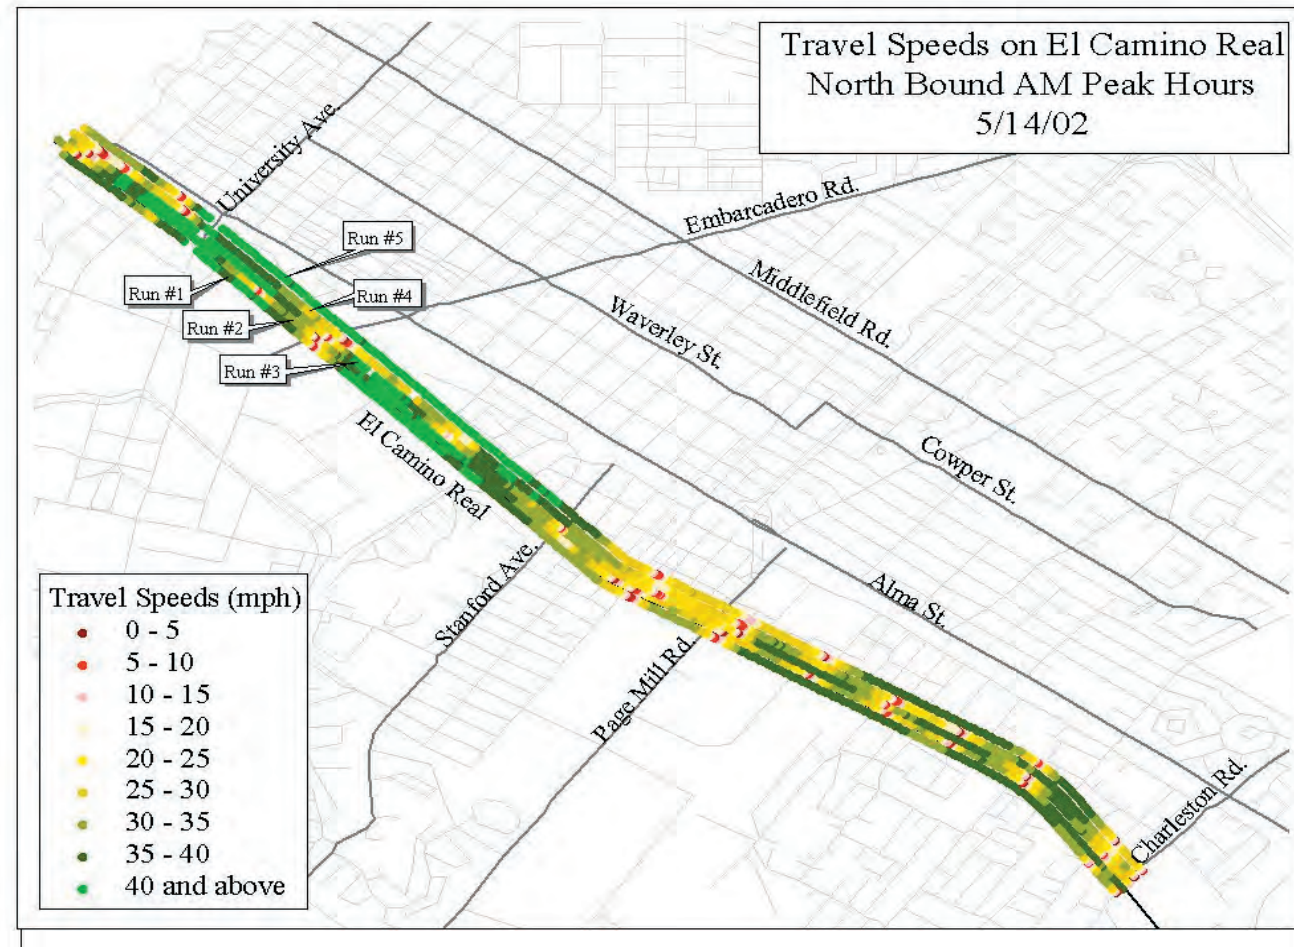 Travel Speeds on El Camino Real
North Bound AM Peak Hours
5/14/02
University Ave.
Embarcadero Rd.
Run #5
Run #1
Run #4
Run #2
Run #3
Middlefield Rd.
Waverley St.
El Camino Real
Cowper St.
Stanford Ave.
Alma St.
Page Mill Rd.
Charleston Rd.
Travel Speeds (mph)
0 - 5
5 - 10
10 - 15
15 - 20
20 - 25
25 - 30
30 - 35
35 - 40
40 and above